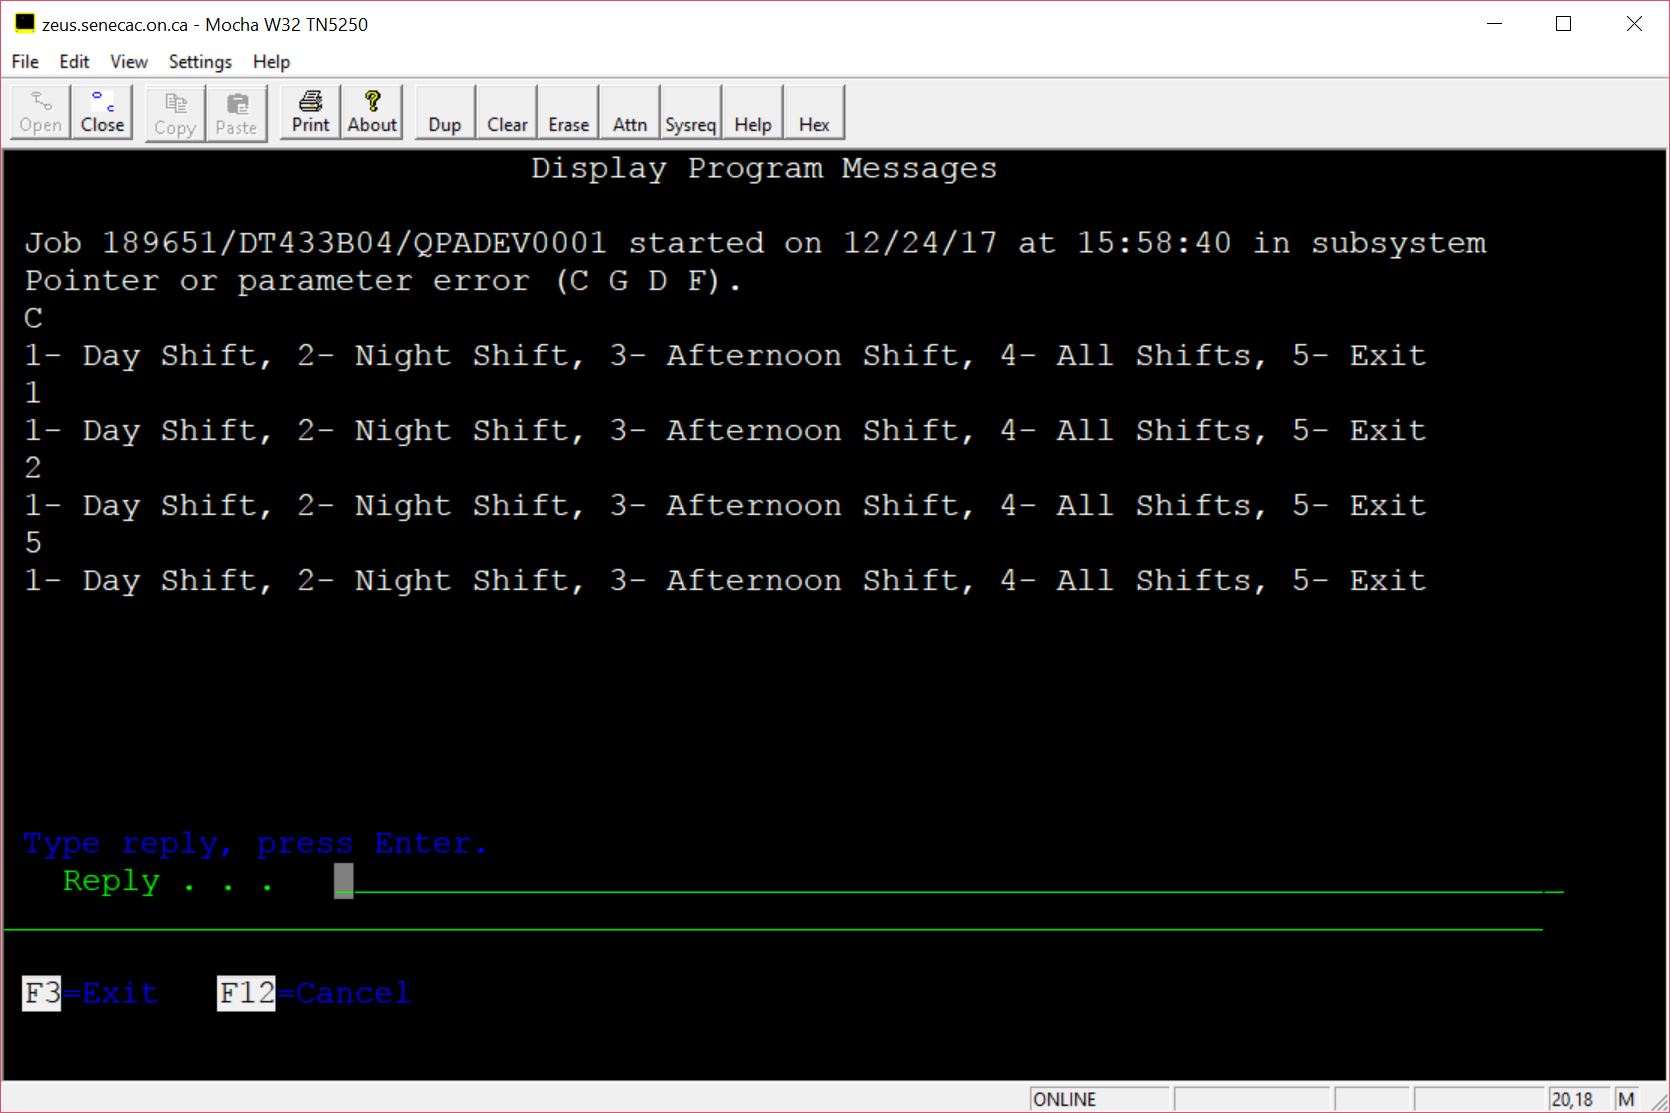 zeus.senecac.on.ca - Mocha W32 TN5250
File Edit View Settings Help
Open Close Copy Paste Print About Dup Clear Erase Attn Sysreq Help Hex
Display Program Messages
Job 189651/DT433B04/QPADEV0001 started on 12/24/17 at 15:58:40 in subsystem
Pointer or parameter error (C G D F).
C
1- Day Shift, 2- Night Shift, 3- Afternoon Shift, 4- All Shifts, 5- Exit
1
1- Day Shift, 2- Night Shift, 3- Afternoon Shift, 4- All Shifts, 5- Exit
2
1- Day Shift, 2- Night Shift, 3- Afternoon Shift, 4- All Shifts, 5- Exit
5
1- Day Shift, 2- Night Shift, 3- Afternoon Shift, 4- All Shifts, 5- Exit
Type reply, press Enter.
Reply . . .
F3=Exit F12=Cancel
ONLINE 20,18 M